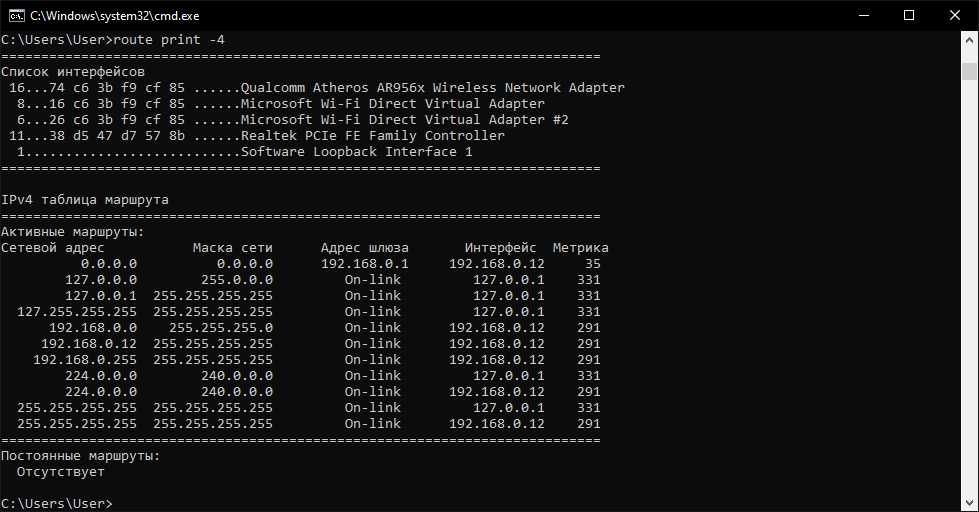 C:\Windows\system32\cmd.exe
C:\Users\User>route print -4
===========================================================================
Список интерфейсов
 16...74 c6 3b f9 cf 85 ......Qualcomm Atheros AR956x Wireless Network Adapter
  8...16 c6 3b f9 cf 85 ......Microsoft Wi-Fi Direct Virtual Adapter
  6...26 c6 3b f9 cf 85 ......Microsoft Wi-Fi Direct Virtual Adapter #2
 11...38 d5 47 d7 57 8b ......Realtek PCIe FE Family Controller
  1...........................Software Loopback Interface 1
===========================================================================
IPv4 таблица маршрута
===========================================================================
Активные маршруты:
Сетевой адрес           Маска сети      Адрес шлюза       Интерфейс  Метрика
          0.0.0.0          0.0.0.0      192.168.0.1     192.168.0.12     35
        127.0.0.0        255.0.0.0         On-link         127.0.0.1    331
        127.0.0.1  255.255.255.255         On-link         127.0.0.1    331
  127.255.255.255  255.255.255.255         On-link         127.0.0.1    331
      192.168.0.0    255.255.255.0         On-link      192.168.0.12    291
     192.168.0.12  255.255.255.255         On-link      192.168.0.12    291
    192.168.0.255  255.255.255.255         On-link      192.168.0.12    291
        224.0.0.0        240.0.0.0         On-link         127.0.0.1    331
        224.0.0.0        240.0.0.0         On-link      192.168.0.12    291
  255.255.255.255  255.255.255.255         On-link         127.0.0.1    331
  255.255.255.255  255.255.255.255         On-link      192.168.0.12    291
===========================================================================
Постоянные маршруты:
  Отсутствует
C:\Users\User>